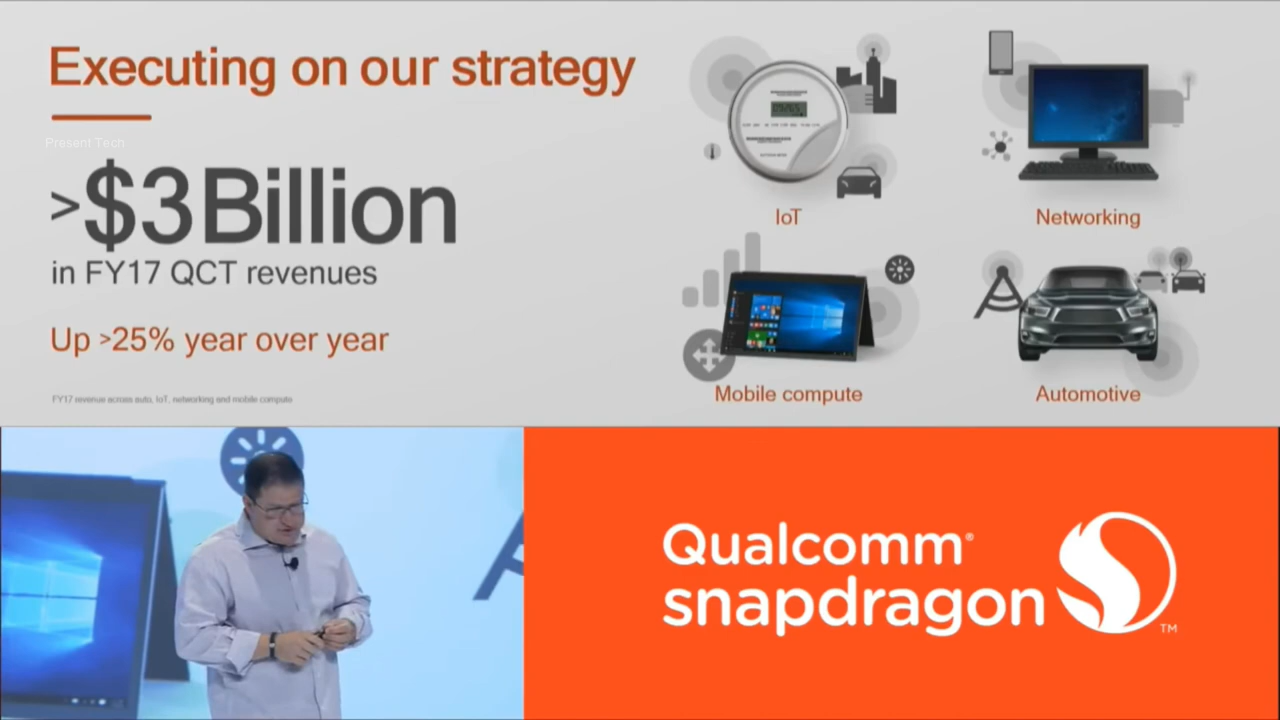 Executing on our strategy
Present Tech
>$3 Billion
in FY17 QCT revenues
Up >25% year over year
FY17 revenue across auto, IoT, networking and mobile compute
IoT
Networking
Mobile compute
Automotive
Qualcomm®
snapdragon
TM